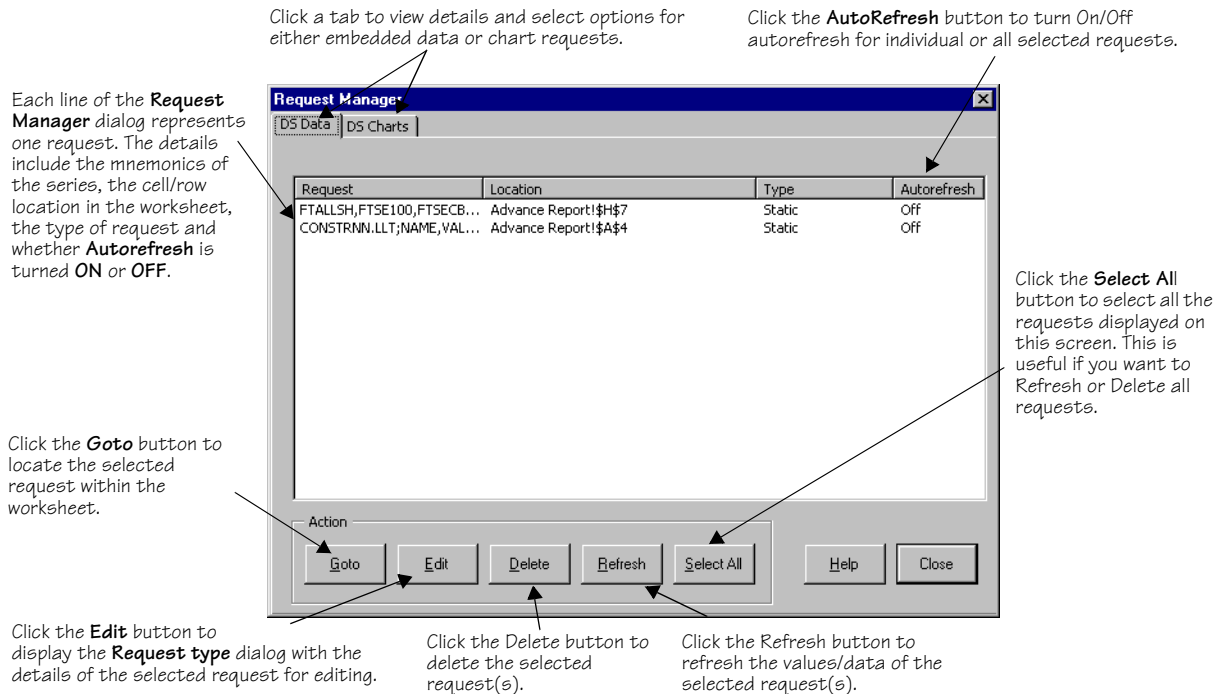 Click a tab to view details and select options for
either embedded data or chart requests.
Click the AutoRefresh button to turn On/Off
autorefresh for individual or all selected requests.
Each line of the Request
Manager dialog represents
one request. The details
include the mnemonics of
the series, the cell/row
location in the worksheet,
the type of request and
whether Autorefresh is
turned ON or OFF.
Request Manager
DS Data DS Charts
Request Location Type Autorefresh
FTALLSH,FTSE100,FTSECB... Advance Report!$H$7 Static Off
CONSTRNN.LLT;NAME,VAL... Advance Report!$A$4 Static Off
Click the Select All
button to select all the
requests displayed on
this screen. This is
useful if you want to
Refresh or Delete all
requests.
Click the Goto button to
locate the selected
request within the
worksheet.
Action
Goto Edit Delete Refresh Select All Help Close
Click the Edit button to
display the Request type dialog with the
details of the selected request for editing.
Click the Delete button to
delete the selected
request(s).
Click the Refresh button to
refresh the values/data of the
selected request(s).